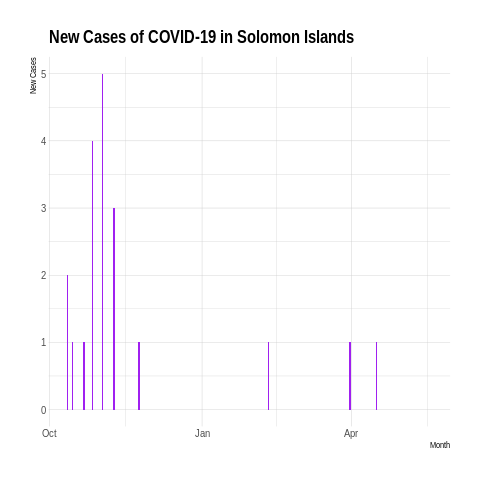 New Cases of COVID-19 in Solomon Islands
New Cases
5
4
3
2
1
0
Oct
Jan
Apr
Month